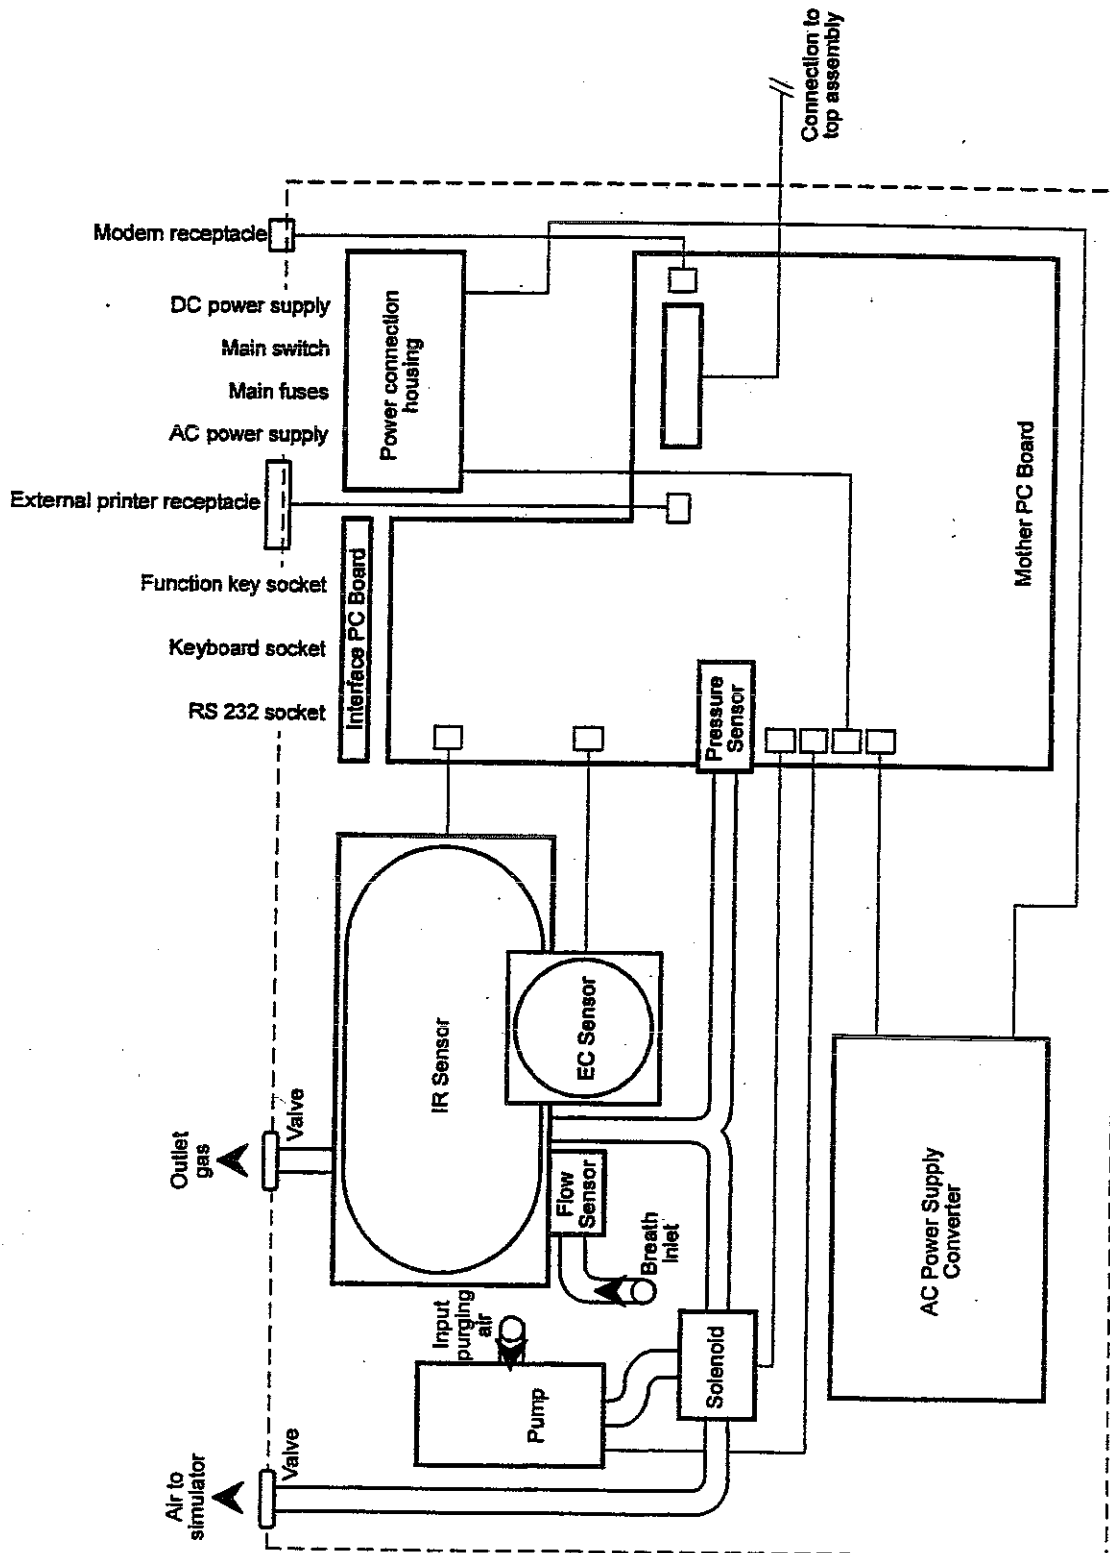 Connection to
top assembly
Modem receptacle
DC power supply
Main switch
Main fuses
AC power supply
External printer receptacle
Function key socket
Keyboard socket
RS 232 socket
Power connection
housing
Interface PC Board
Mother PC Board
Pressure
Sensor
IR Sensor
EC Sensor
Flow
Sensor
Breath
Inlet
Outlet
gas
Valve
Input
purging
air
Pump
Solenoid
AC Power Supply
Converter
Air to
simulator
Valve